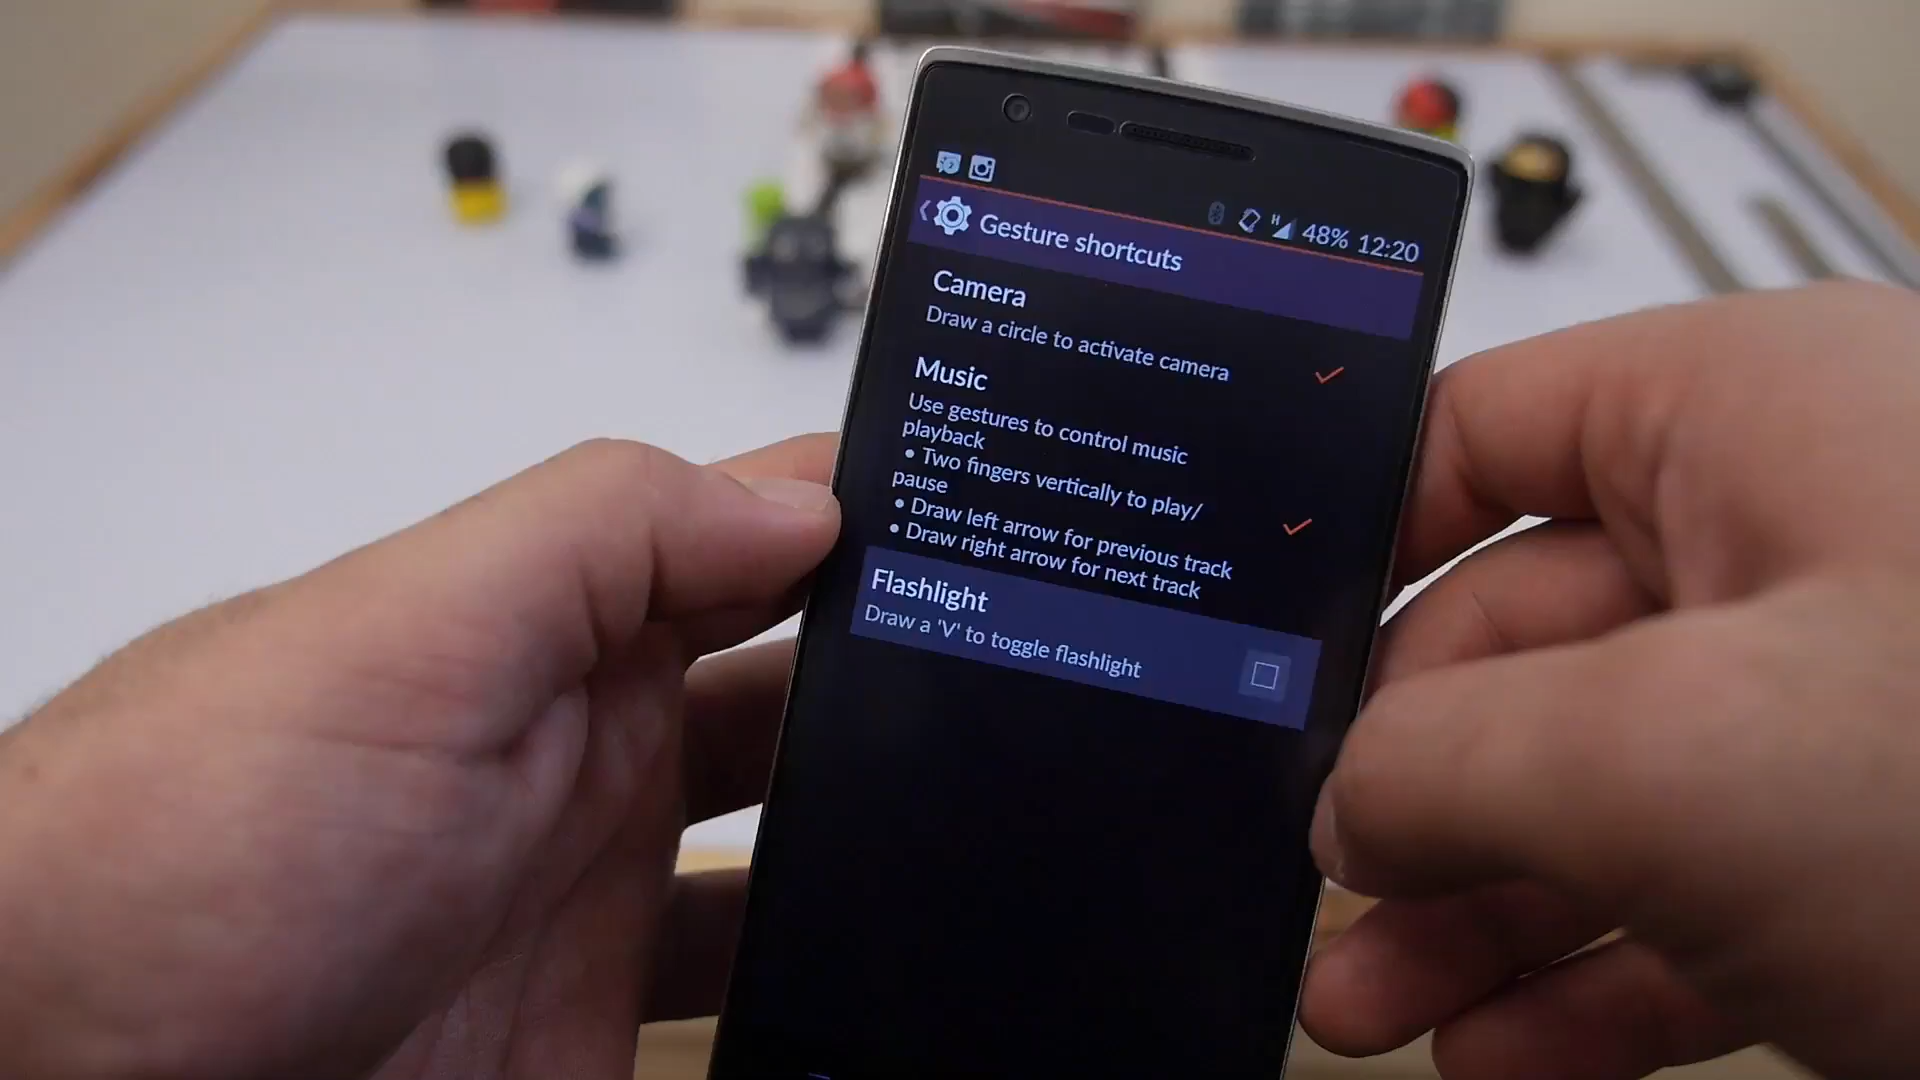 H 48% 12:20
Gesture shortcuts
Camera
Draw a circle to activate camera
Music
Use gestures to control music
playback
• Two fingers vertically to play/
pause
• Draw left arrow for previous track
• Draw right arrow for next track
Flashlight
Draw a 'V' to toggle flashlight